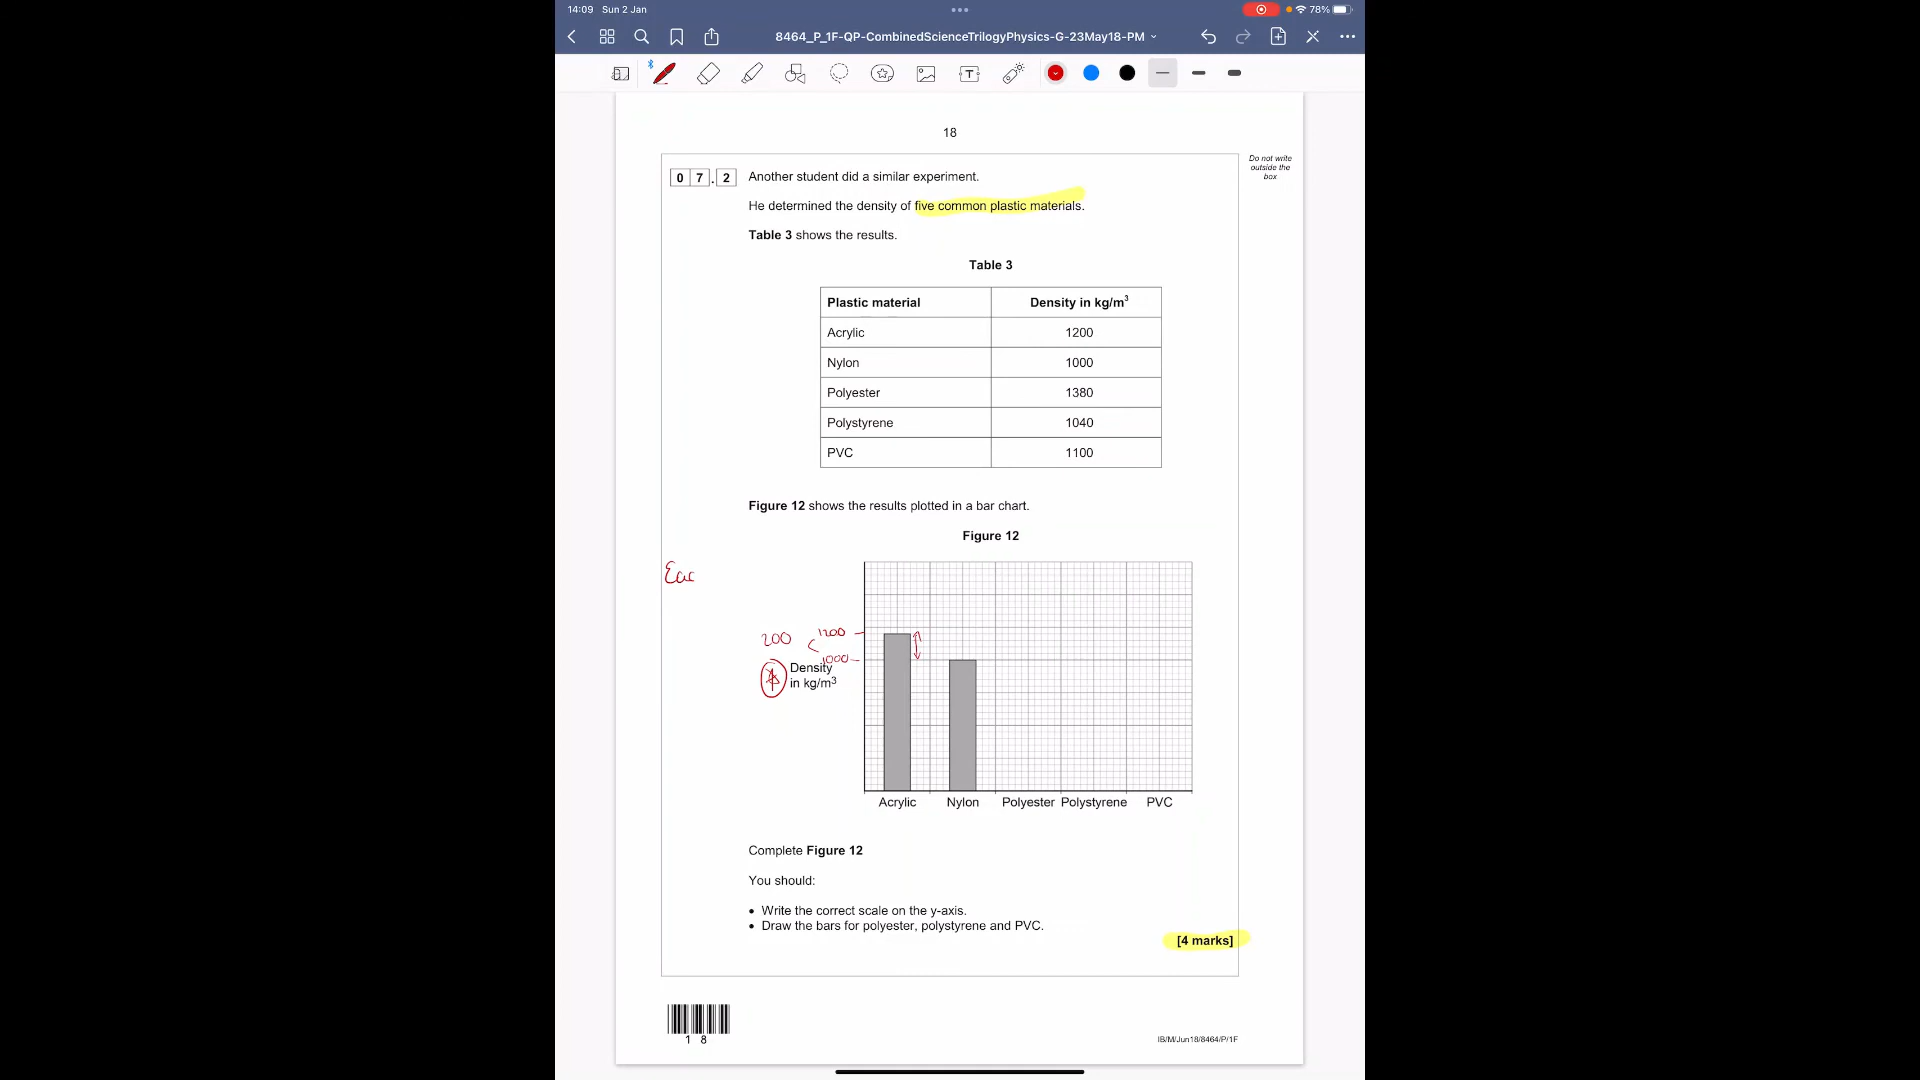 14:09 Sun 2 Jan
78%
8464_P_1F-QP-CombinedScienceTrilogyPhysics-G-23May18-PM
T
18
Do not write
outside the
box
0 7 . 2 Another student did a similar experiment.
He determined the density of five common plastic materials.
Table 3 shows the results.
Table 3
Plastic material Density in kg/m³
Acrylic 1200
Nylon 1000
Polyester 1380
Polystyrene 1040
PVC 1100
Figure 12 shows the results plotted in a bar chart.
Figure 12
Eac
200 1200
1000
Density
in kg/m³
Acrylic Nylon Polyester Polystyrene PVC
Complete Figure 12
You should:
• Write the correct scale on the y-axis.
• Draw the bars for polyester, polystyrene and PVC.
[4 marks]
1 8
IB/M/Jun18/8464/P/1F